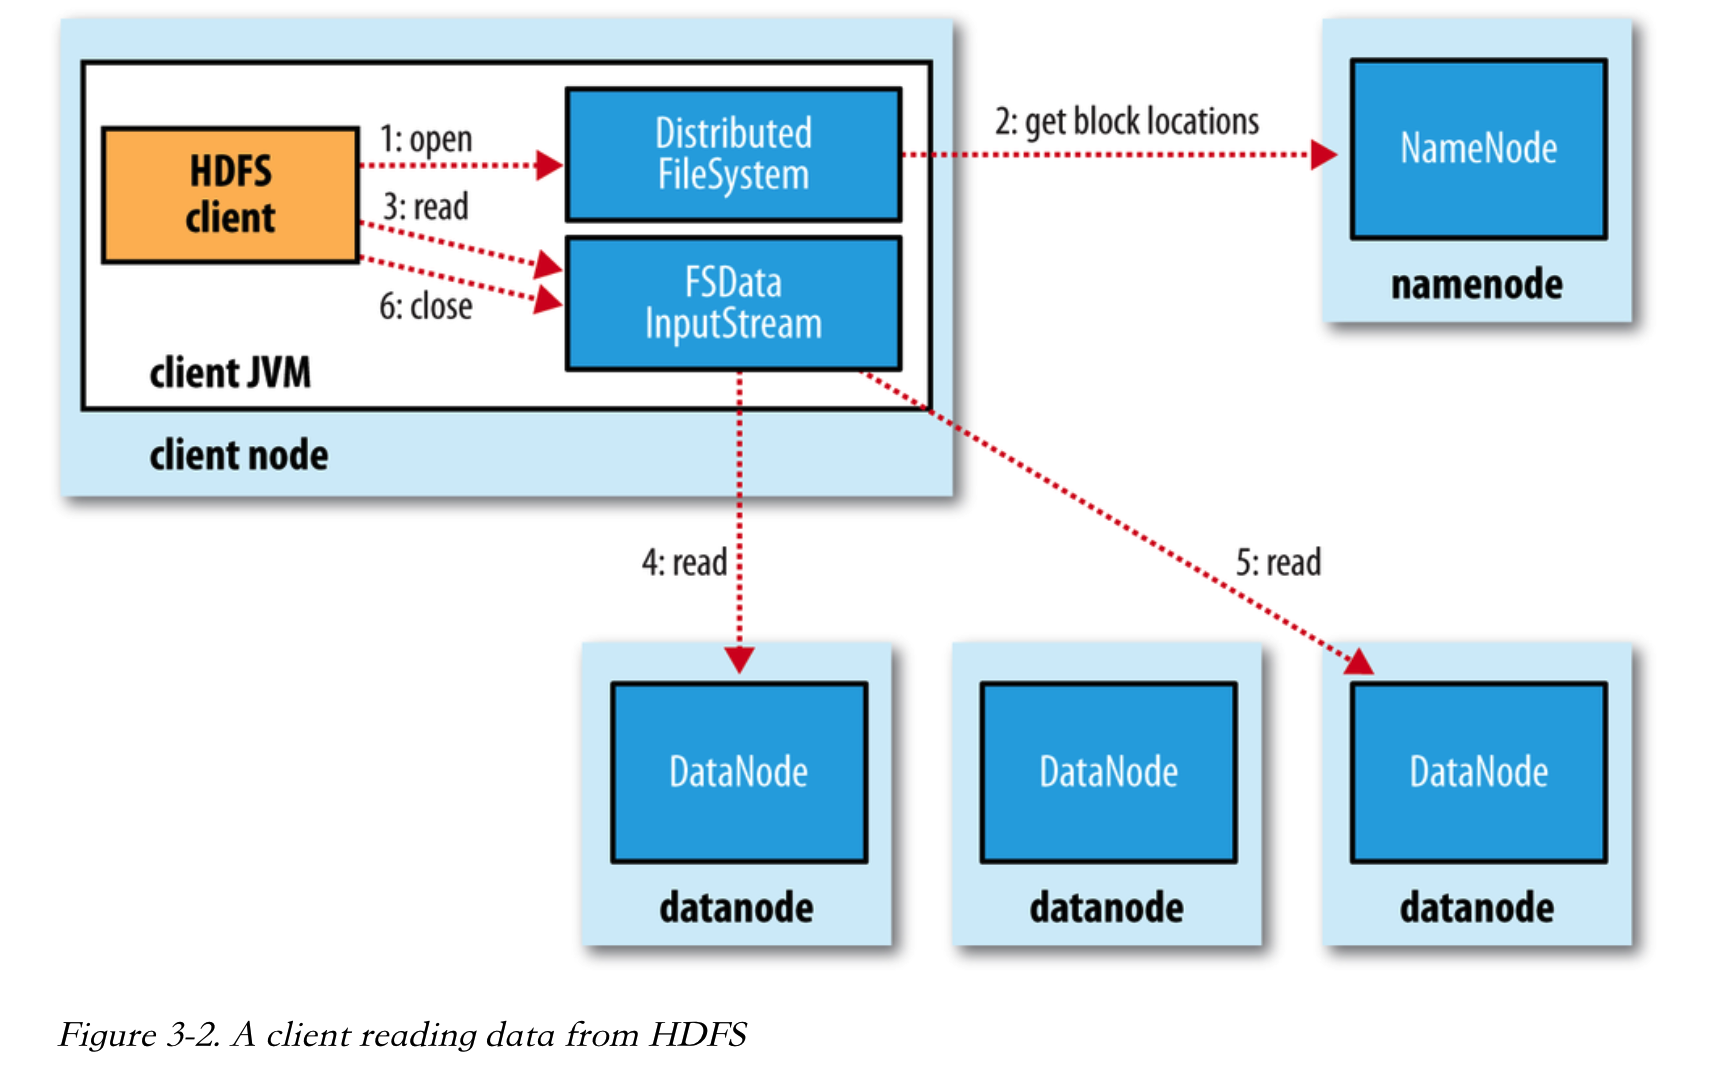 HDFS
client
1: open
3: read
6: close
Distributed
FileSystem
FSData
InputStream
client JVM
client node
2: get block locations
NameNode
namenode
4: read
5: read
DataNode
datanode
DataNode
datanode
DataNode
datanode
Figure 3-2. A client reading data from HDFS